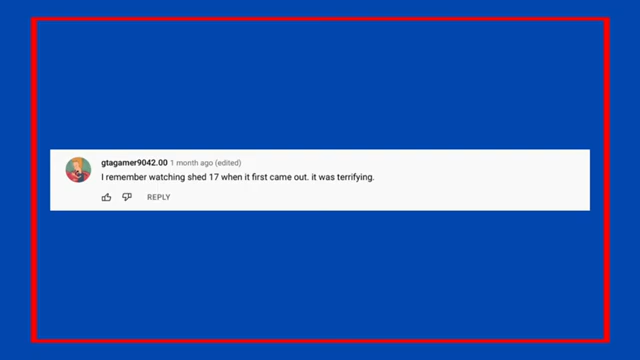 gtagamer9042.00 1 month ago (edited)
I remember watching shed 17 when it first came out. it was terrifying.
REPLY